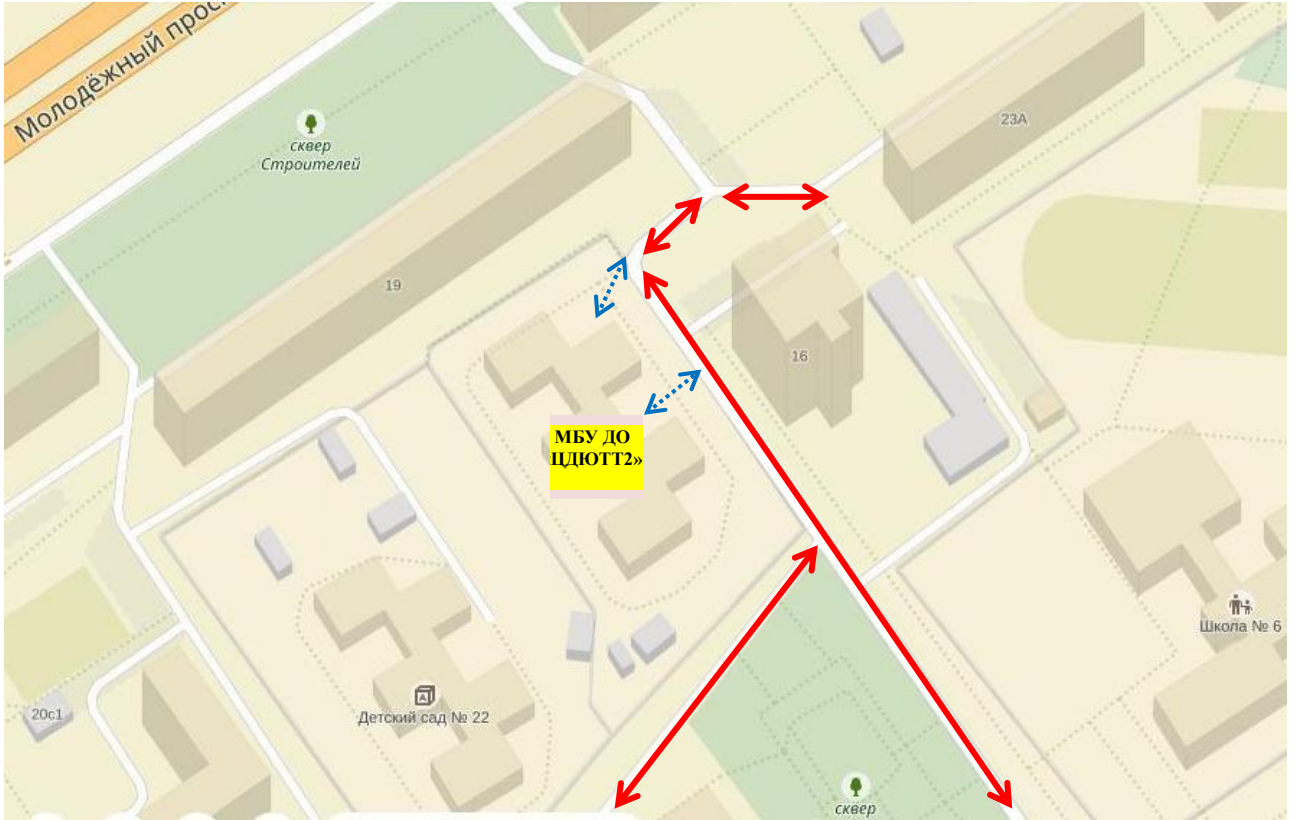 Молодёжный прос
сквер
Строителей
23А
19
16
МБУ ДО
ЦДЮТТ2»
Школа № 6
20с1
Детский сад № 22
сквер